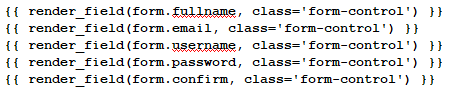 {{ render_field(form.fullname, class='form-control') }}
{{ render_field(form.email, class='form-control') }}
{{ render_field(form.username, class='form-control') }}
{{ render_field(form.password, class='form-control') }}
{{ render_field(form.confirm, class='form-control') }}